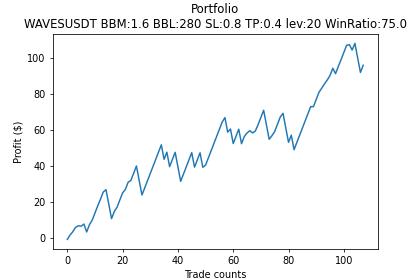 Portfolio
WAVESUSDT BBM:1.6 BBL:280 SL:0.8 TP:0.4 lev:20 WinRatio:75.0
Profit ($)
100
80
60
40
20
0
0 20 40 60 80 100
Trade counts